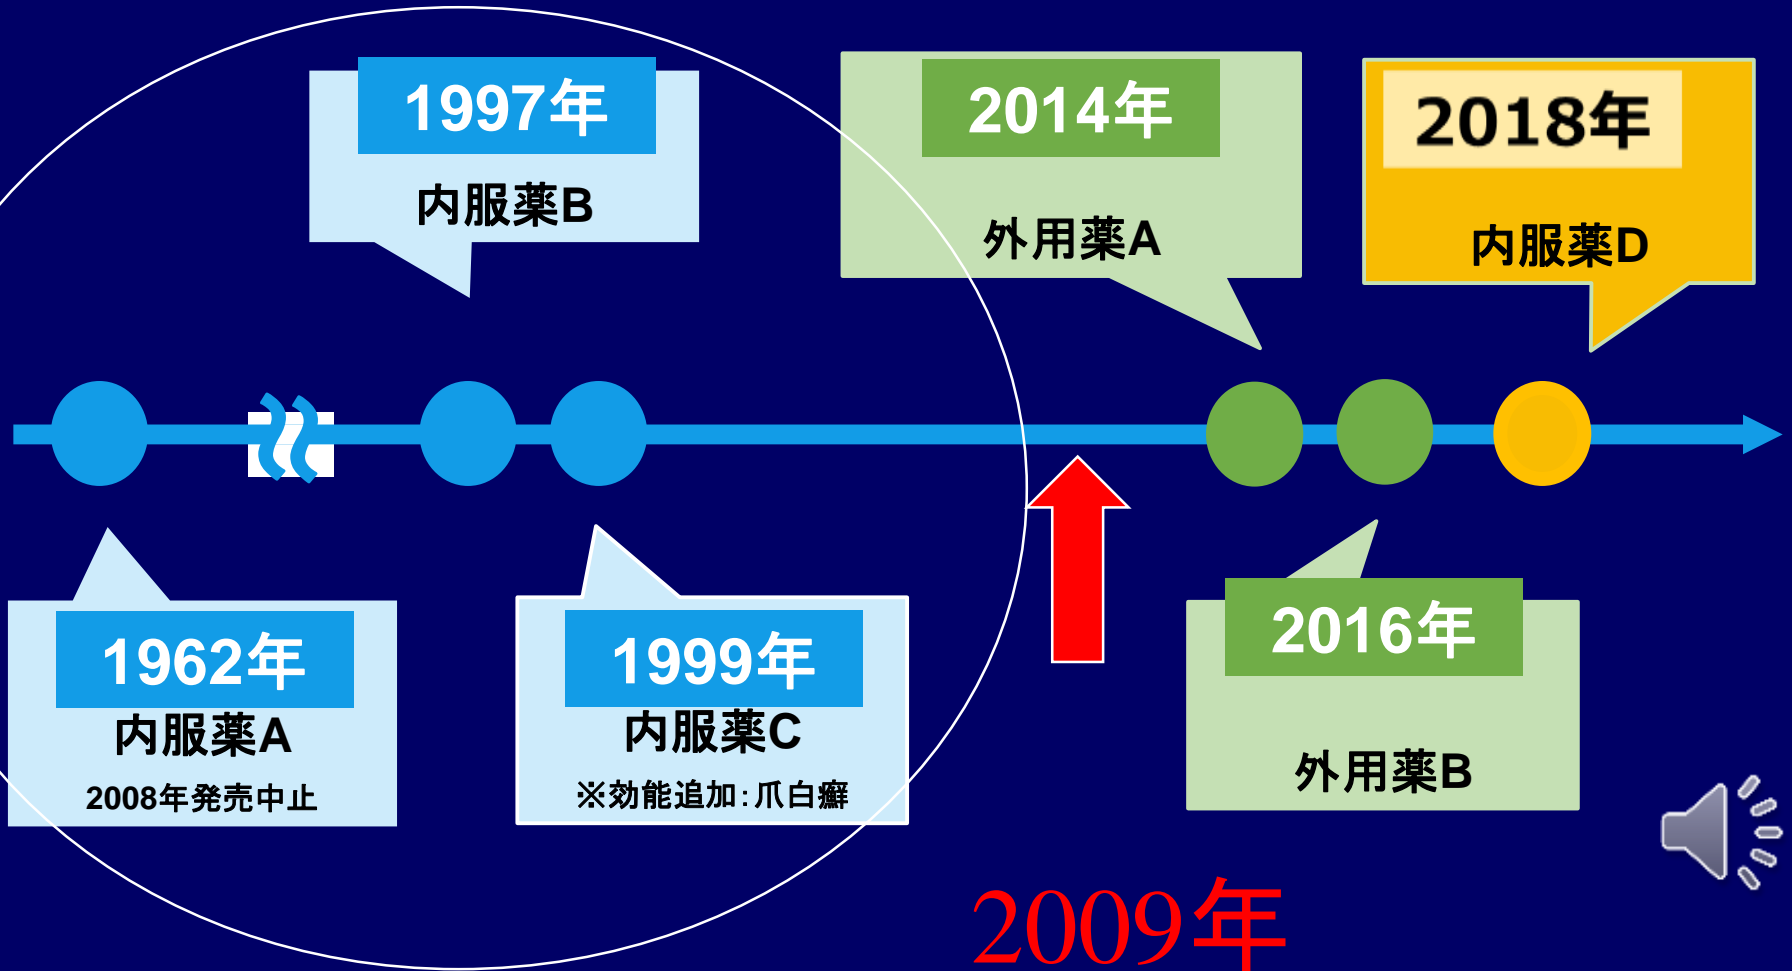 1997年
内服薬B
2014年
外用薬A
2018年
内服薬D
1962年
内服薬A
2008年発売中止
1999年
内服薬C
※効能追加：爪白癬
2016年
外用薬B
2009年